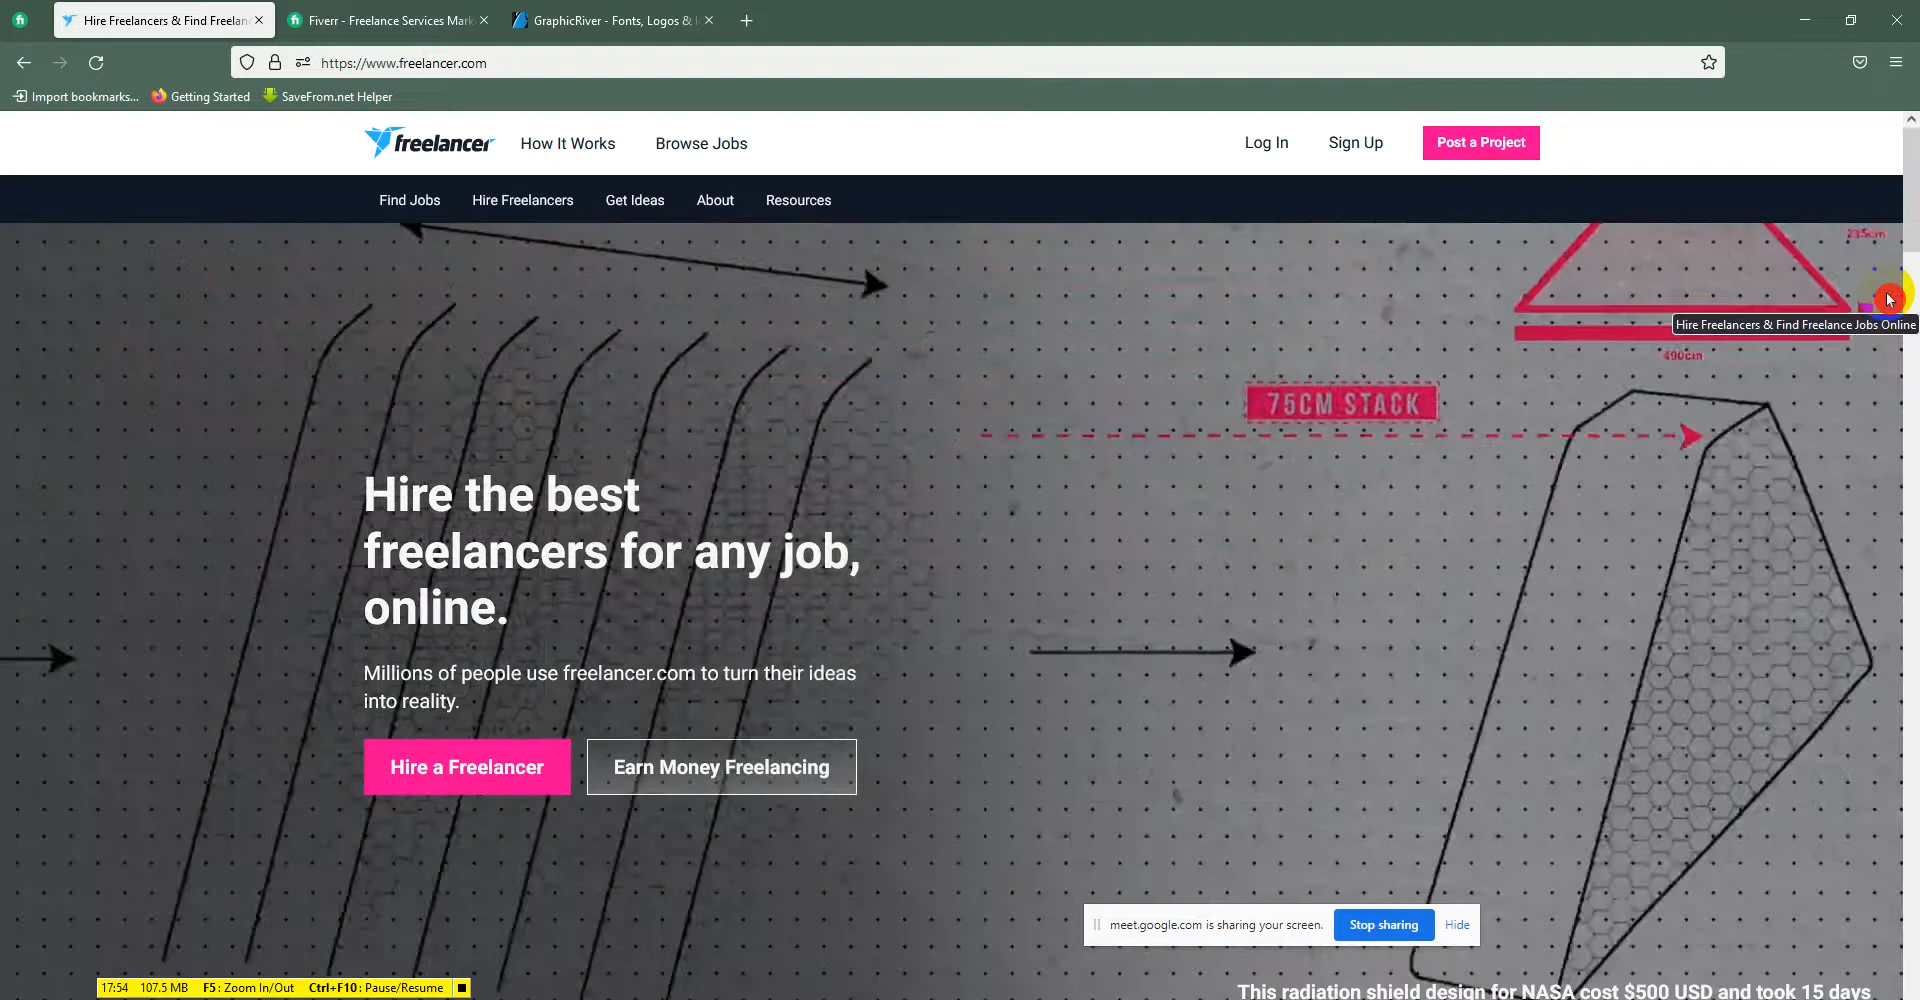 Hire Freelancers & Find Freelan
Fiverr - Freelance Services Mark
GraphicRiver - Fonts, Logos & I
https://www.freelancer.com
Import bookmarks...
Getting Started
SaveFrom.net Helper
freelancer
How It Works
Browse Jobs
Log In
Sign Up
Post a Project
Find Jobs
Hire Freelancers
Get Ideas
About
Resources
Hire Freelancers & Find Freelance Jobs Online
490cm
75CM STACK
Hire the best
freelancers for any job,
online.
Millions of people use freelancer.com to turn their ideas
into reality.
Hire a Freelancer
Earn Money Freelancing
meet.google.com is sharing your screen.
Stop sharing
Hide
17:54 107.5 MB F5: Zoom In/Out Ctrl+F10: Pause/Resume
This radiation shield design for NASA cost $500 USD and took 15 days